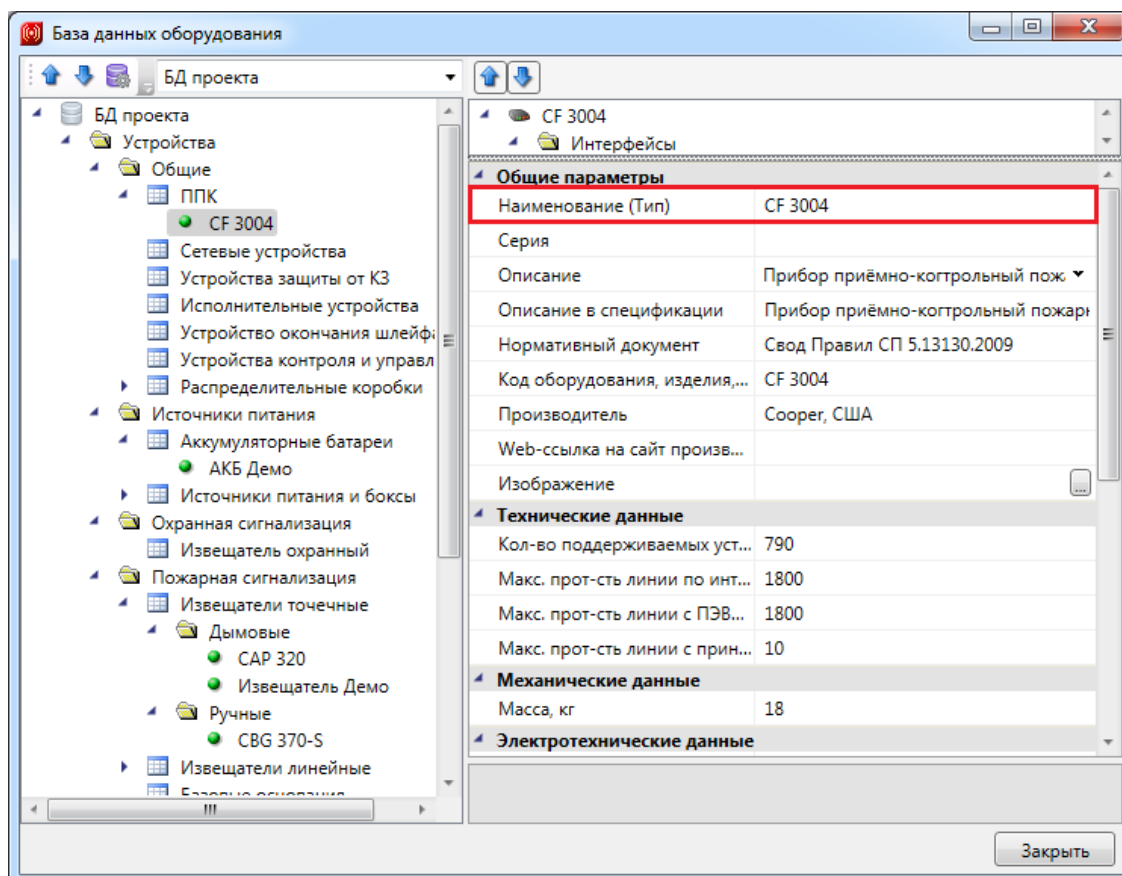 База данных оборудования
БД проекта
БД проекта
Устройства
Общие
ППК
CF 3004
Сетевые устройства
Устройства защиты от КЗ
Исполнительные устройства
Устройство окончания шлейф
Устройства контроля и управл
Распределительные коробки
Источники питания
Аккумуляторные батареи
АКБ Демо
Источники питания и боксы
Охранная сигнализация
Извещатель охранный
Пожарная сигнализация
Извещатели точечные
Дымовые
CAP 320
Извещатель Демо
Ручные
CBG 370-S
Извещатели линейные
Базовые основания
CF 3004
Интерфейсы
Общие параметры
Наименование (Тип) CF 3004
Серия
Описание Прибор приёмно-когтрольный пож
Описание в спецификации Прибор приёмно-когтрольный пожар
Нормативный документ Свод Правил СП 5.13130.2009
Код оборудования, изделия,... CF 3004
Производитель Cooper, США
Web-ссылка на сайт произв...
Изображение ...
Технические данные
Кол-во поддерживаемых уст... 790
Макс. прот-сть линии по инт... 1800
Макс. прот-сть линии с ПЭВ... 1800
Макс. прот-сть линии с прин... 10
Механические данные
Масса, кг 18
Электротехнические данные
Закрыть